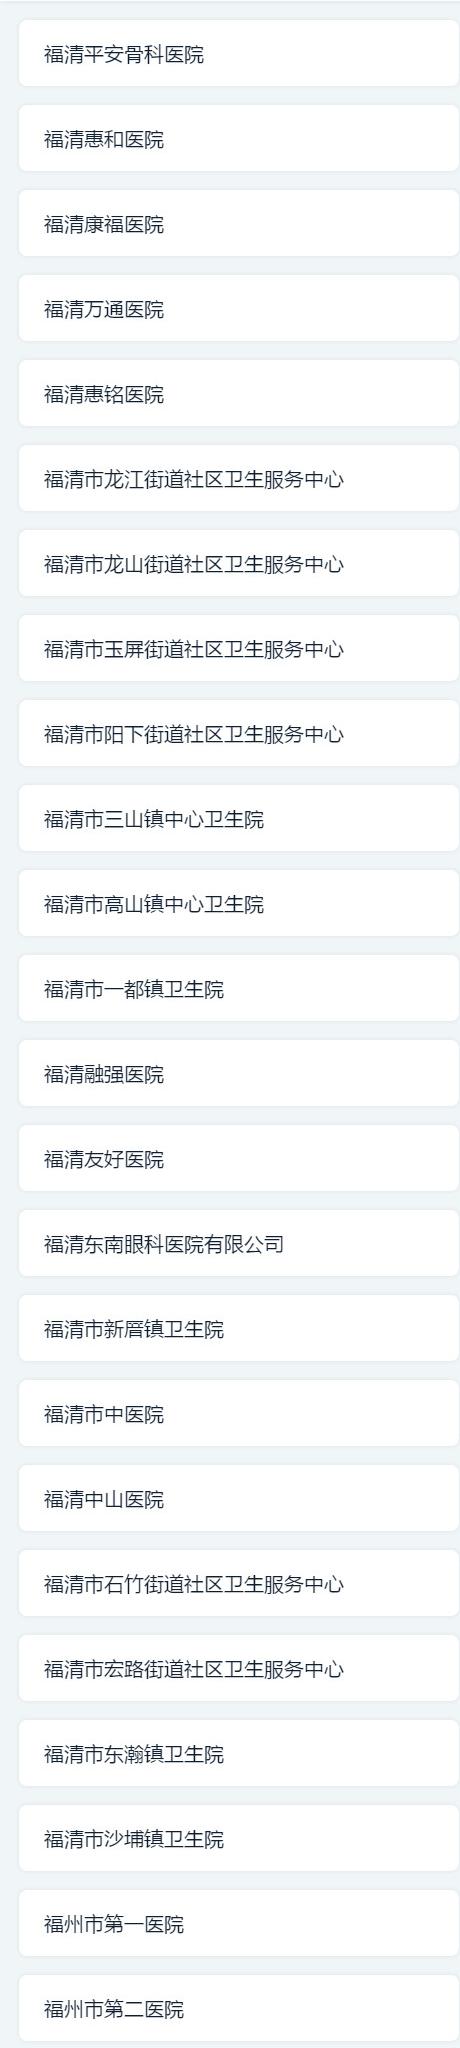 福清平安骨科医院
福清惠和医院
福清康福医院
福清万通医院
福清惠铭医院
福清市龙江街道社区卫生服务中心
福清市龙山街道社区卫生服务中心
福清市玉屏街道社区卫生服务中心
福清市阳下街道社区卫生服务中心
福清市三山镇中心卫生院
福清市高山镇中心卫生院
福清市一都镇卫生院
福清融强医院
福清友好医院
福清东南眼科医院有限公司
福清市新厝镇卫生院
福清市中医院
福清中山医院
福清市石竹街道社区卫生服务中心
福清市宏路街道社区卫生服务中心
福清市东瀚镇卫生院
福清市沙埔镇卫生院
福州市第一医院
福州市第二医院